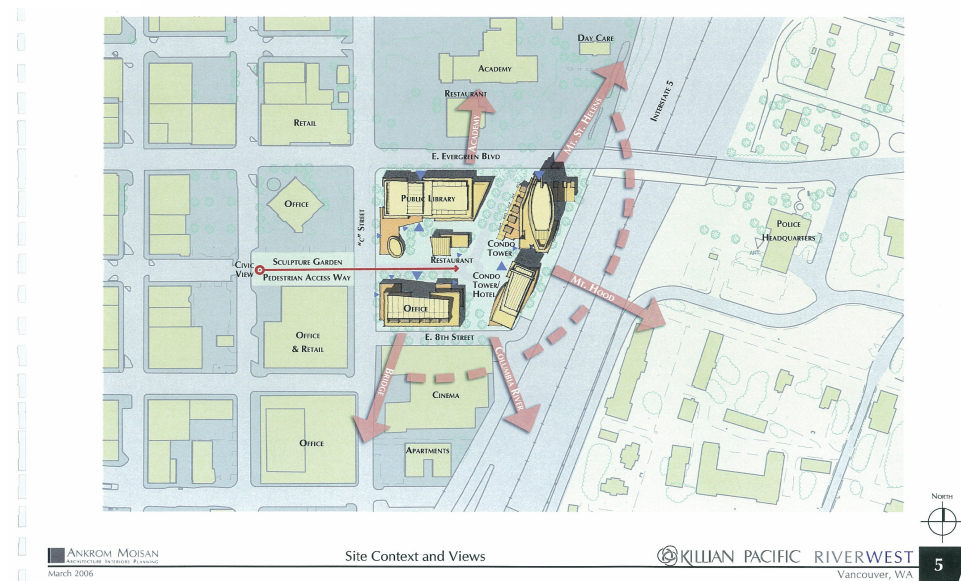 DAY CARE
ACADEMY
RESTAURANT
INTERSTATE 5
RETAIL
ACADEMY
MT. ST. HELENS
E. EVERGREEN BLVD
PUBLIC LIBRARY
OFFICE
"C" STREET
POLICE
HEADQUARTERS
CONDO
TOWER
RESTAURANT
CIVIC
VIEW
SCULPTURE GARDEN
PEDESTRIAN ACCESS WAY
CONDO
TOWER/
HOTEL
MT. HOOD
OFFICE
E. 8TH STREET
OFFICE
& RETAIL
BRIDGE
COLUMBIA RIVER
CINEMA
OFFICE
APARTMENTS
NORTH
ANKROM MOISAN
ARCHITECTURE INTERIORS PLANNING
March 2006
Site Context and Views
KILLIAN PACIFIC RIVERWEST
Vancouver, WA
5